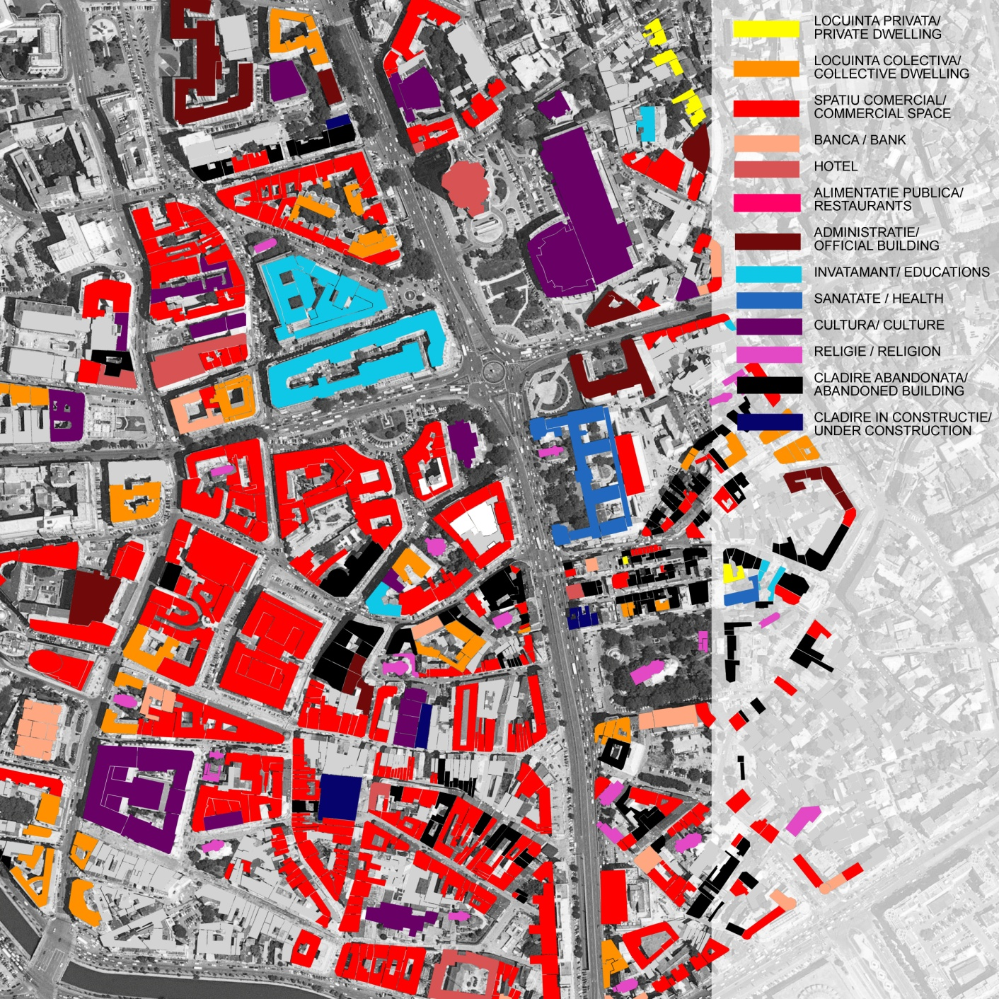 LOCUINTA PRIVATA/
PRIVATE DWELLING
LOCUINTA COLECTIVA/
COLLECTIVE DWELLING
SPATIU COMERCIAL/
COMMERCIAL SPACE
BANCA / BANK
HOTEL
ALIMENTATIE PUBLICA/
RESTAURANTS
ADMINISTRATIE/
OFFICIAL BUILDING
INVATAMANT/ EDUCATIONS
SANATATE / HEALTH
CULTURA/ CULTURE
RELIGIE / RELIGION
CLADIRE ABANDONATA/
ABANDONED BUILDING
CLADIRE IN CONSTRUCTIE/
UNDER CONSTRUCTION